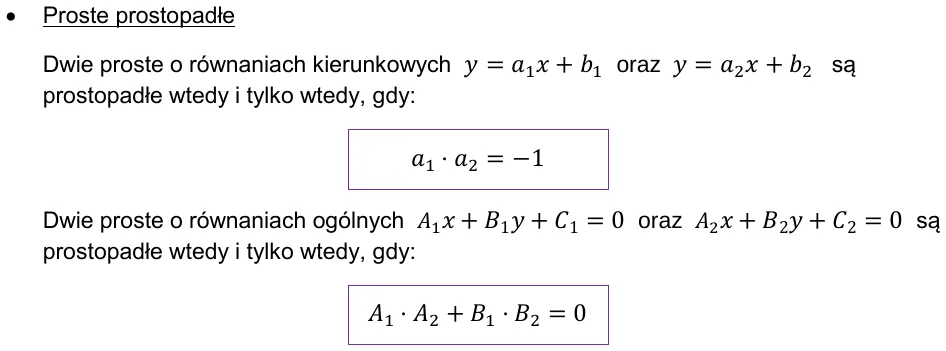 • Proste prostopadłe
Dwie proste o równaniach kierunkowych y = a₁x + b₁ oraz y = a₂x + b₂ są
prostopadłe wtedy i tylko wtedy, gdy:
a₁ · a₂ = −1
Dwie proste o równaniach ogólnych A₁x + B₁y + C₁ = 0 oraz A₂x + B₂y + C₂ = 0 są
prostopadłe wtedy i tylko wtedy, gdy:
A₁ · A₂ + B₁ · B₂ = 0